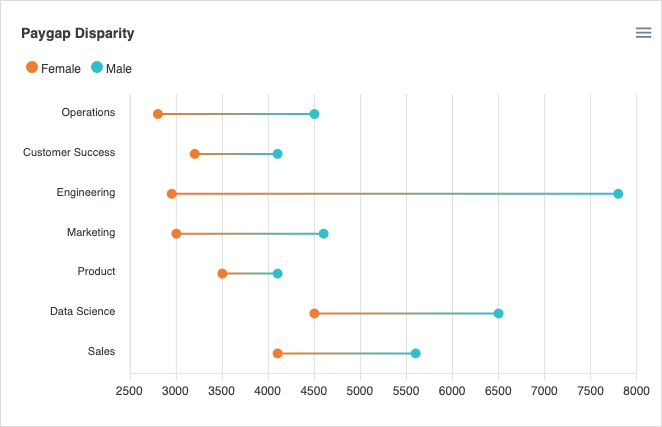 Paygap Disparity
Female Male
Operations
Customer Success
Engineering
Marketing
Product
Data Science
Sales
2500 3000 3500 4000 4500 5000 5500 6000 6500 7000 7500 8000